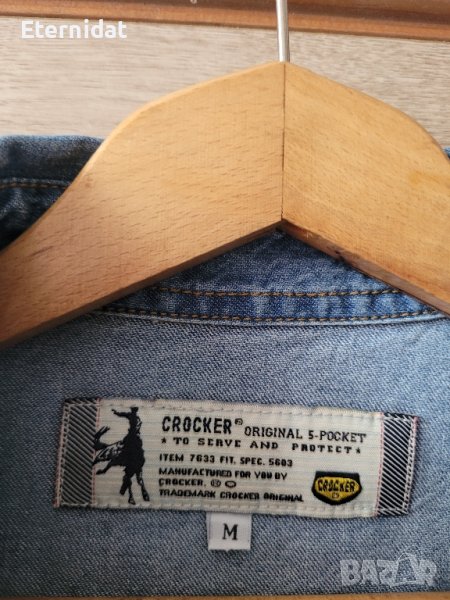 Eternidat
CROCKER® ORIGINAL 5-POCKET
* TO SERVE AND PROTECT *
ITEM 7633 FIT. SPEC. 5603
MANUFACTURED FOR YOU BY
CROCKER. ® ©
TRADEMARK CROCKER ORIGINAL
CROCKER
M
BAZAR